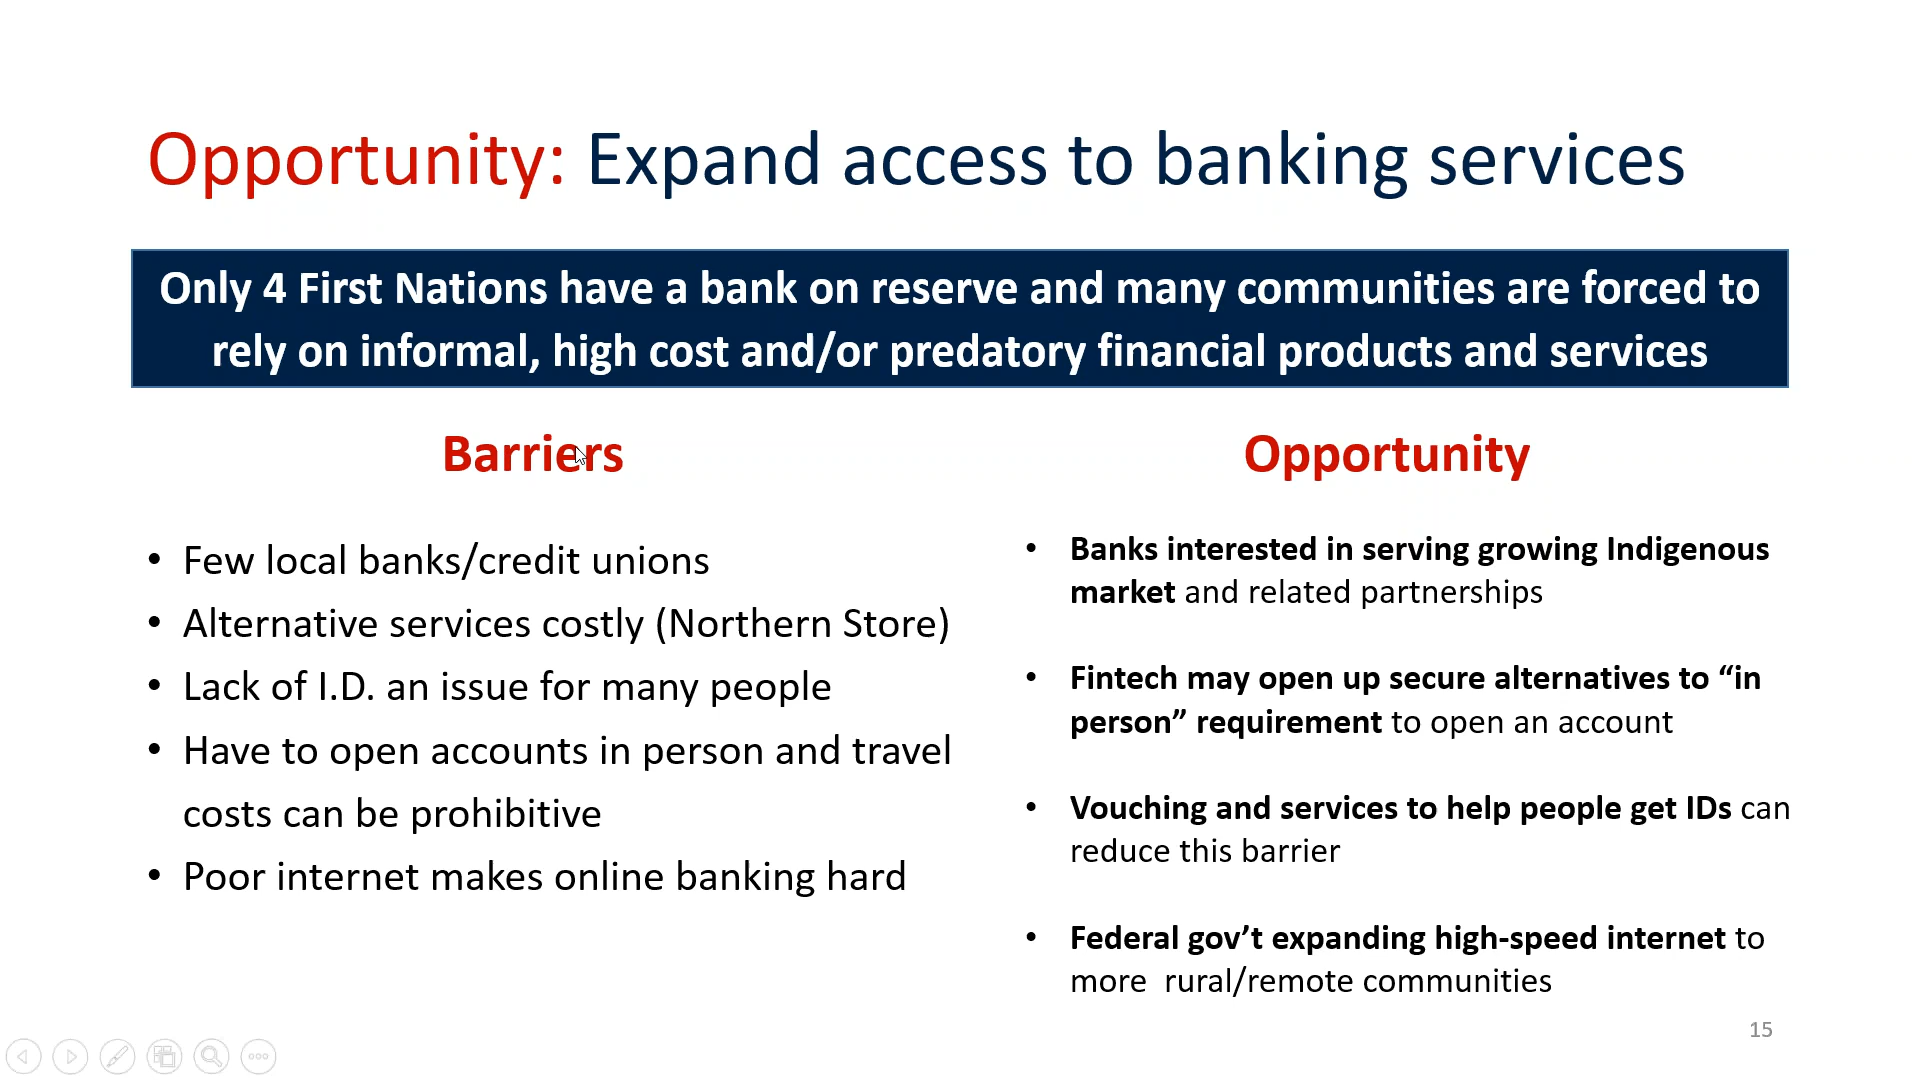 Opportunity: Expand access to banking services
Only 4 First Nations have a bank on reserve and many communities are forced to
rely on informal, high cost and/or predatory financial products and services
Barriers
• Few local banks/credit unions
• Alternative services costly (Northern Store)
• Lack of I.D. an issue for many people
• Have to open accounts in person and travel
costs can be prohibitive
• Poor internet makes online banking hard
Opportunity
• Banks interested in serving growing Indigenous
market and related partnerships
• Fintech may open up secure alternatives to “in
person” requirement to open an account
• Vouching and services to help people get IDs can
reduce this barrier
• Federal gov’t expanding high-speed internet to
more  rural/remote communities
15